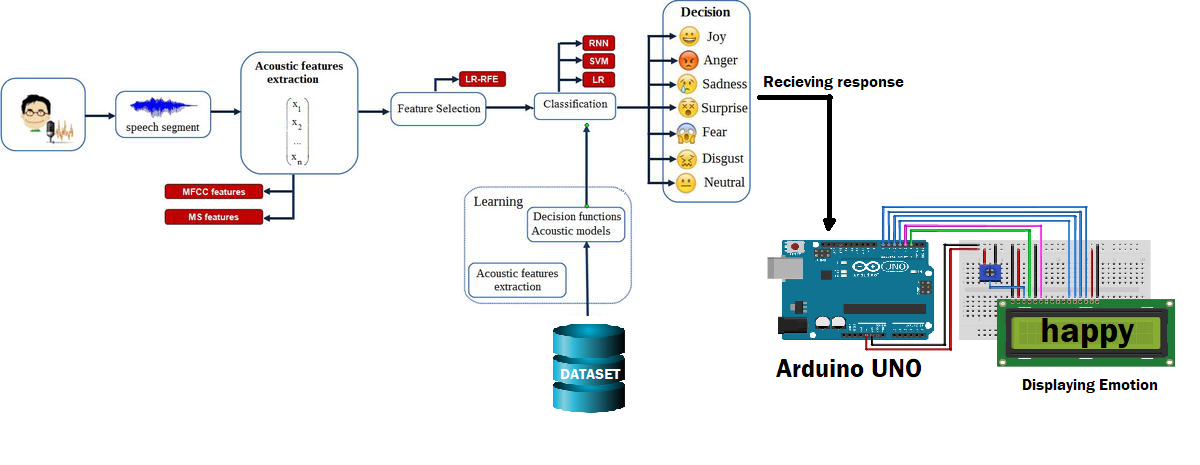 speech segment
Acoustic features
extraction
x1
x2
...
xn
MFCC features
MS features
LR-RFE
Feature Selection
RNN
SVM
LR
Classification
Decision
Joy
Anger
Sadness
Surprise
Fear
Disgust
Neutral
Learning
Decision functions
Acoustic models
Acoustic features
extraction
DATASET
Recieving response
UNO
Arduino UNO
happy
Displaying Emotion